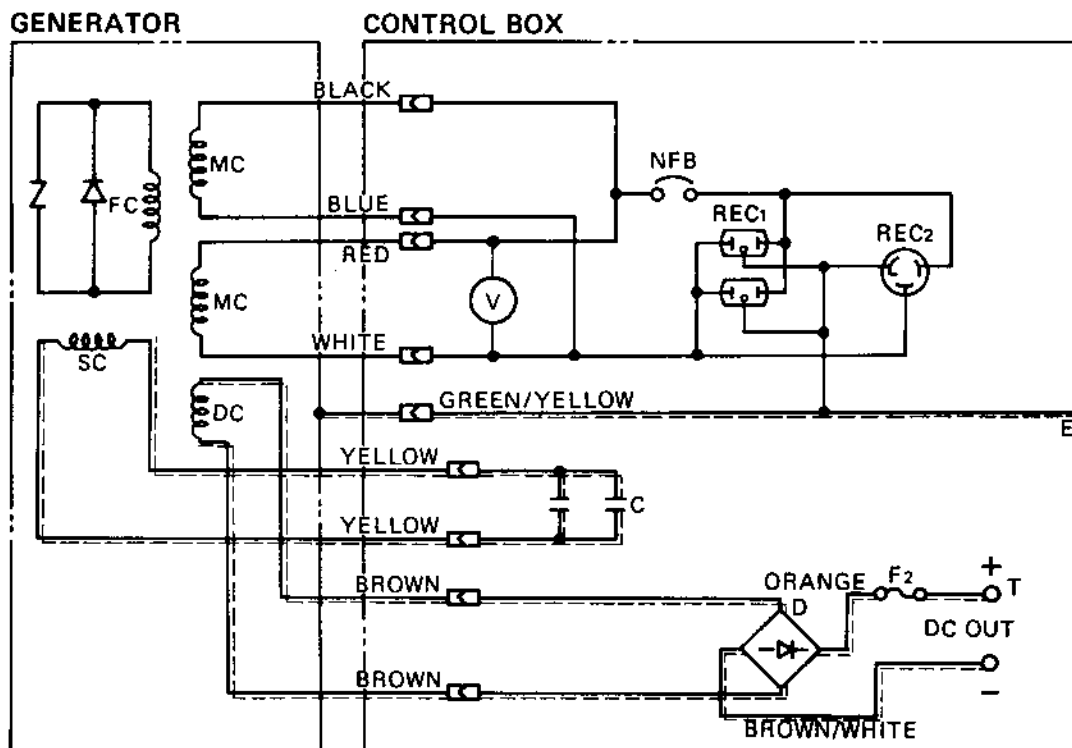 GENERATOR
CONTROL BOX
BLACK
MC
NFB
FC
BLUE
REC1
REC2
RED
MC
V
WHITE
SC
DC
GREEN/YELLOW
E
YELLOW
C
YELLOW
BROWN
ORANGE
F2
+
T
D
DC OUT
BROWN
-
BROWN/WHITE